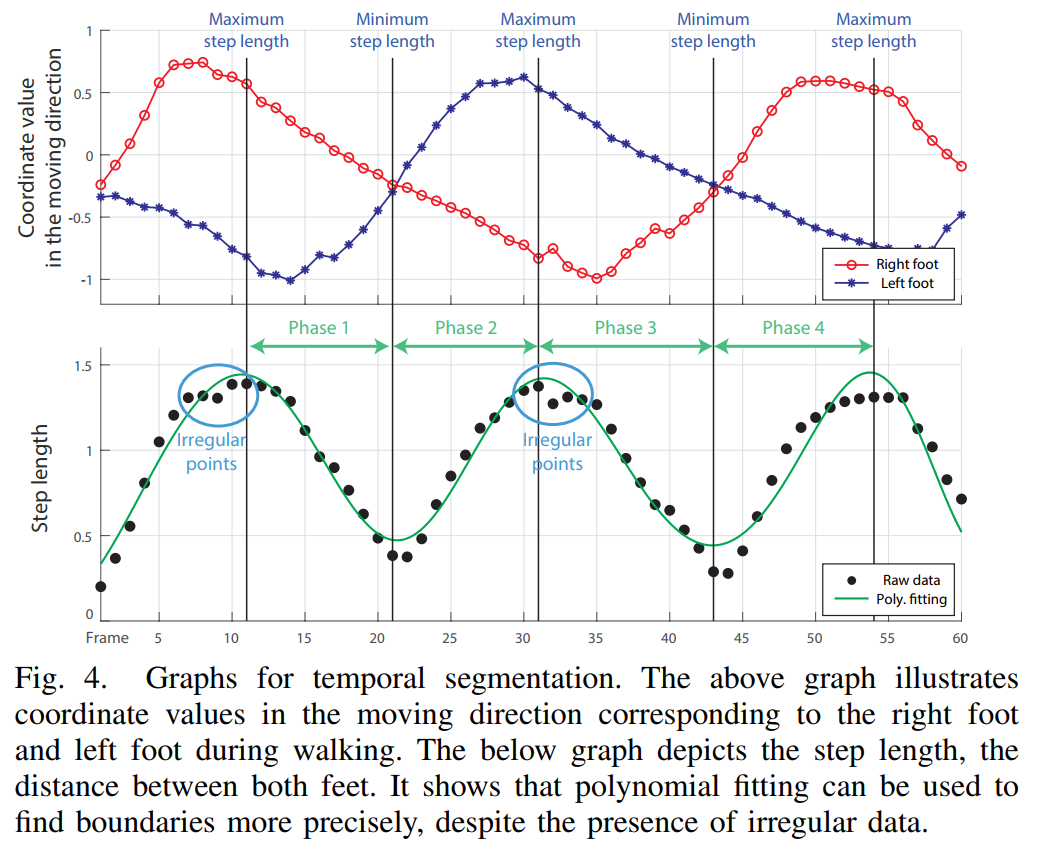 Maximum Minimum Maximum Minimum Maximum
step length step length step length step length step length
Coordinate value
in the moving direction
1
0.5
0
-0.5
-1
Right foot
Left foot
Phase 1 Phase 2 Phase 3 Phase 4
Step length
1.5
1
0.5
0
Irregular
points
Irregular
points
Raw data
Poly. fitting
Frame 5 10 15 20 25 30 35 40 45 50 55 60
Fig. 4. Graphs for temporal segmentation. The above graph illustrates
coordinate values in the moving direction corresponding to the right foot
and left foot during walking. The below graph depicts the step length, the
distance between both feet. It shows that polynomial fitting can be used to
find boundaries more precisely, despite the presence of irregular data.